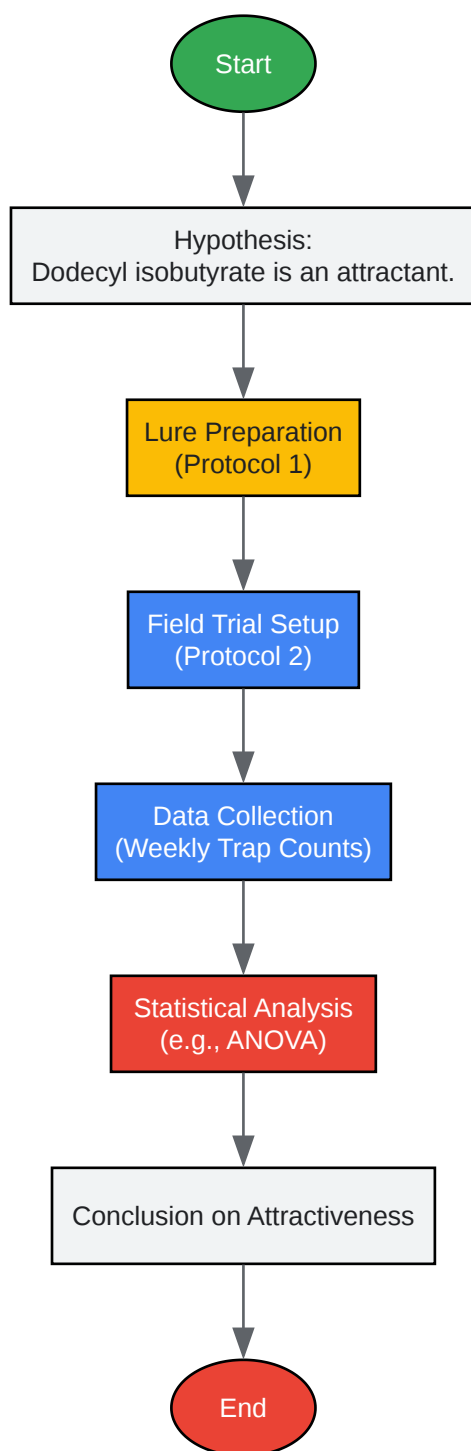 Start
Hypothesis:
Dodecyl isobutyrate is an attractant.
Lure Preparation
(Protocol 1)
Field Trial Setup
(Protocol 2)
Data Collection
(Weekly Trap Counts)
Statistical Analysis
(e.g., ANOVA)
Conclusion on Attractiveness
End